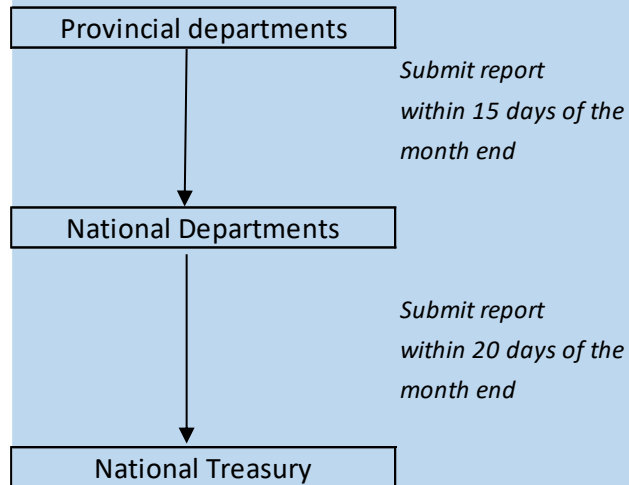 Provincial departments
Submit report
within 15 days of the
month end
National Departments
Submit report
within 20 days of the
month end
National Treasury